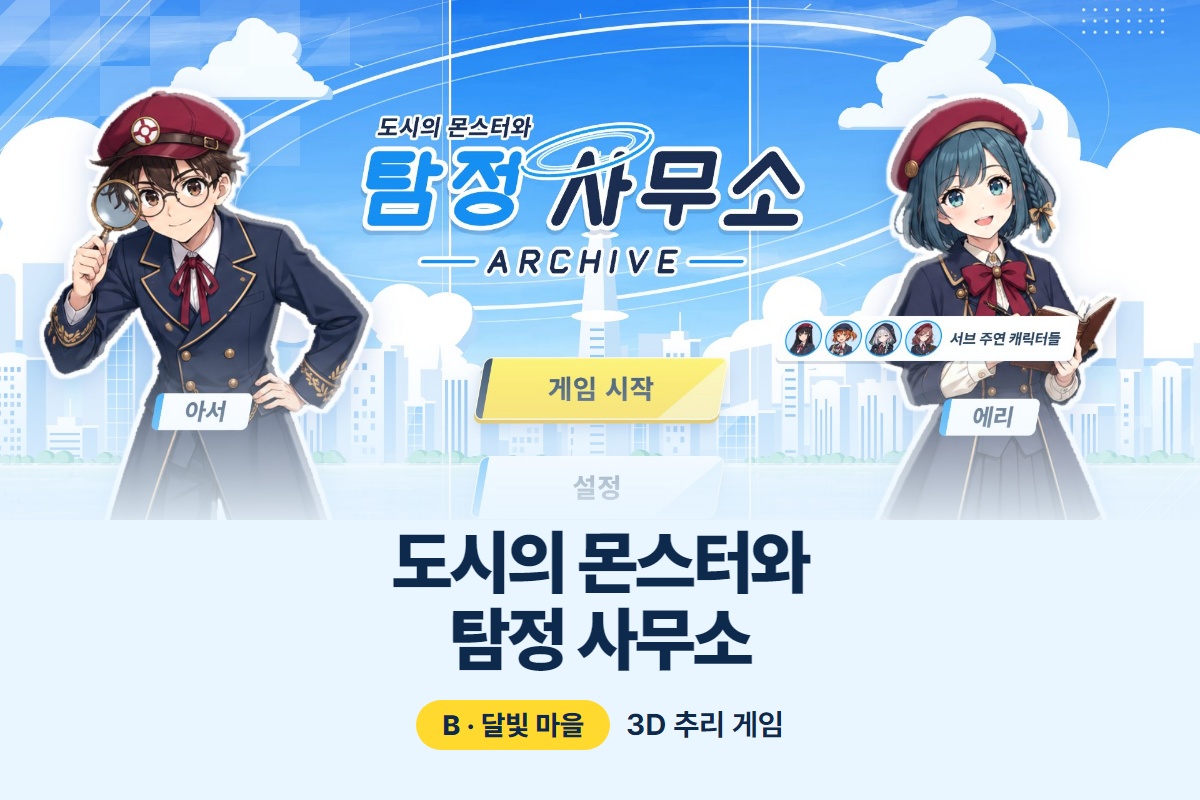 도시의 몬스터와
탐정 사무소
ARCHIVE
서브 주연 캐릭터들
게임 시작
아서
에리
설정
도시의 몬스터와
탐정 사무소
B · 달빛 마을
3D 추리 게임